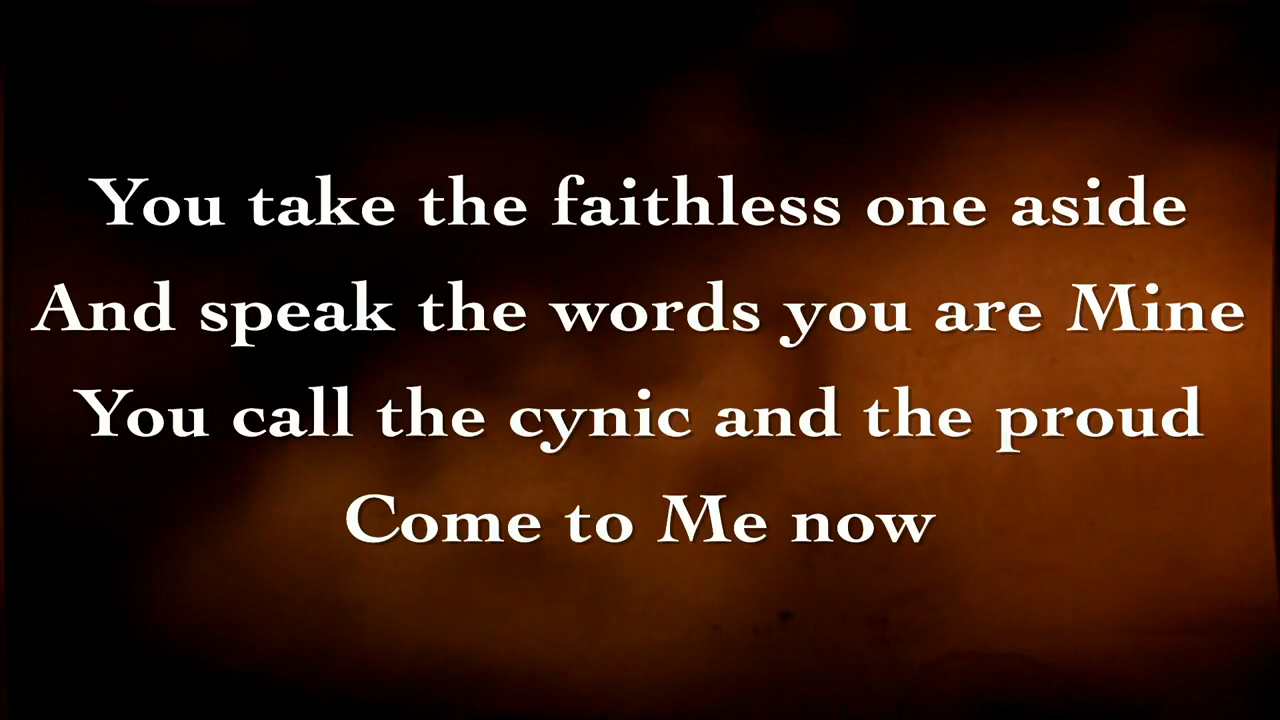 You take the faithless one aside
And speak the words you are Mine
You call the cynic and the proud
Come to Me now